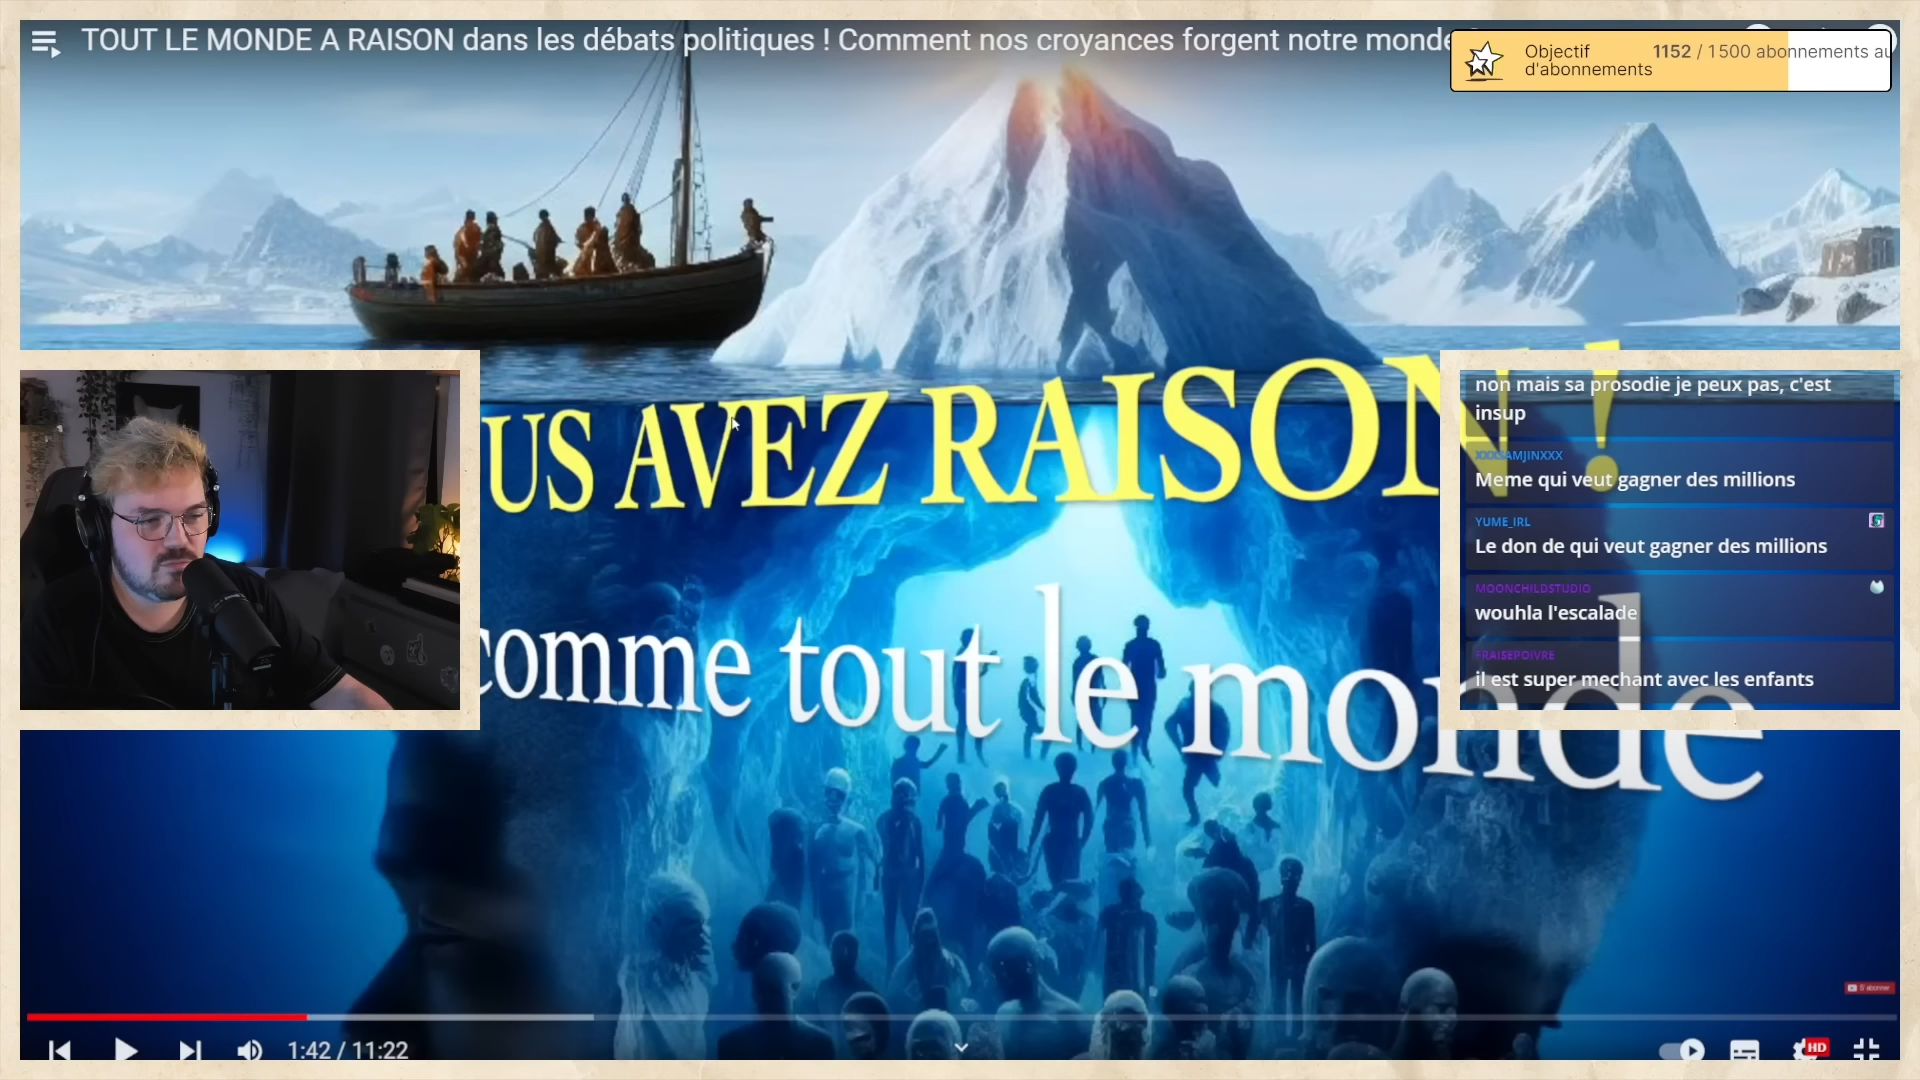 TOUT LE MONDE A RAISON dans les débats politiques ! Comment nos croyances forgent notre monde
Objectif
d'abonnements
1152 / 1500 abonnements au
US AVEZ RAISON !
comme tout le monde
non mais sa prosodie je peux pas, c'est
insup
XXXSAMJINXXX
Meme qui veut gagner des millions
YUME_IRL
Le don de qui veut gagner des millions
MOONCHILDSTUDIO
wouhla l'escalade
FRAISEPOIVRE
il est super mechant avec les enfants
S'abonner
1:42 / 11:22
HD